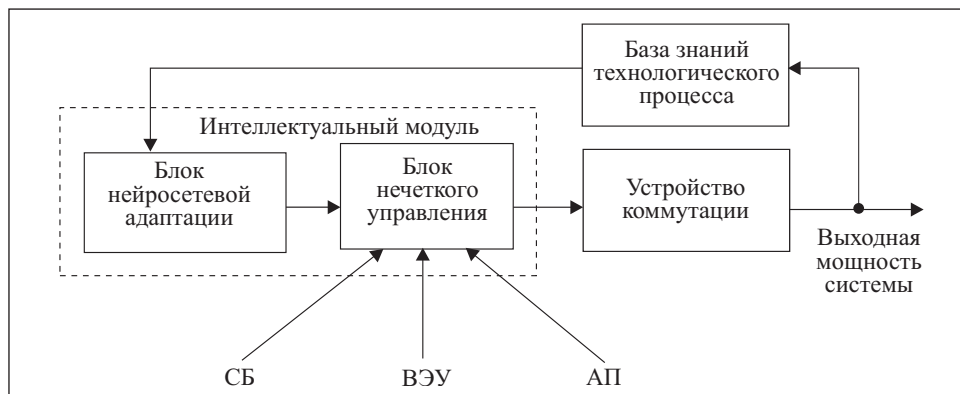 База знаний
технологического
процесса
Интеллектуальный модуль
Блок
нейросетевой
адаптации
Блок
нечеткого
управления
Устройство
коммутации
Выходная
мощность
системы
СБ
ВЭУ
АП